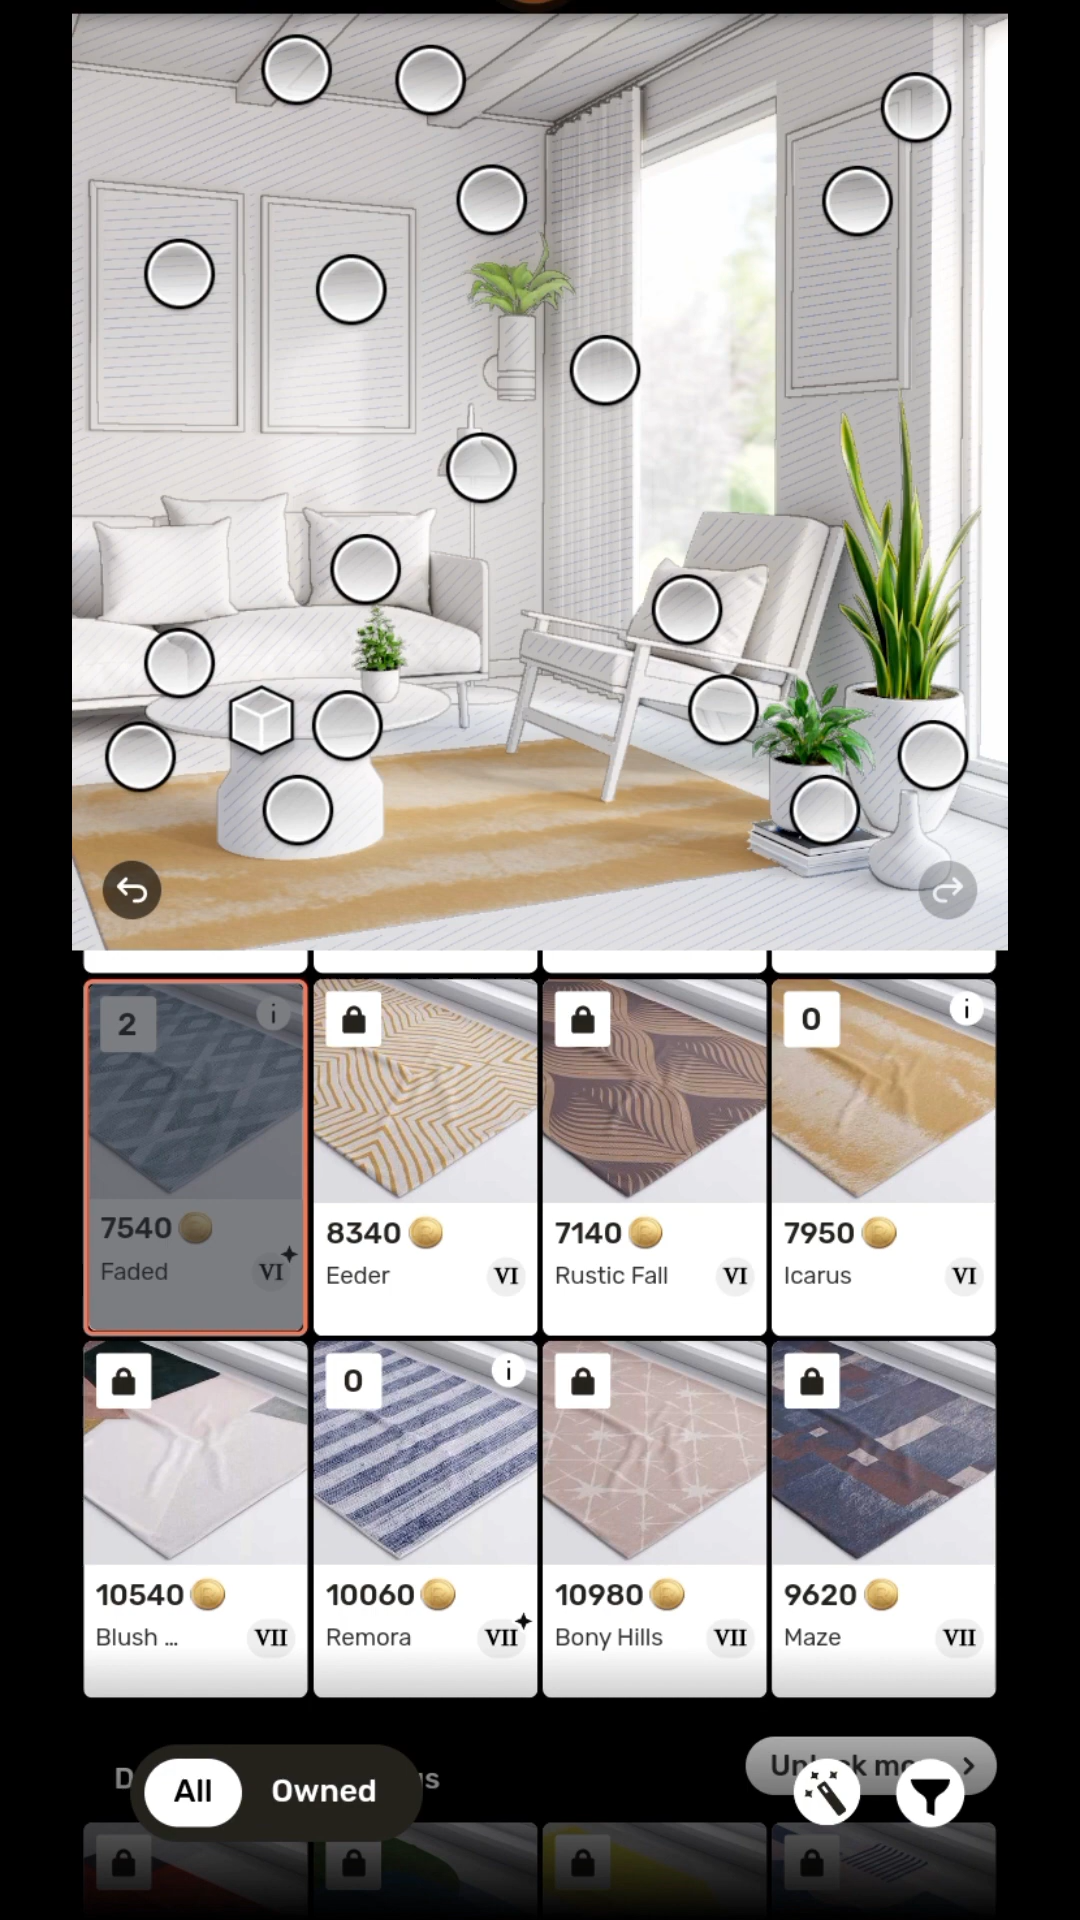 2
i
0
i
7540
8340
7140
7950
Faded
VI
Eeder
VI
Rustic Fall
VI
Icarus
VI
0
i
10540
10060
10980
9620
Blush ...
VII
Remora
VII
Bony Hills
VII
Maze
VII
All
Owned